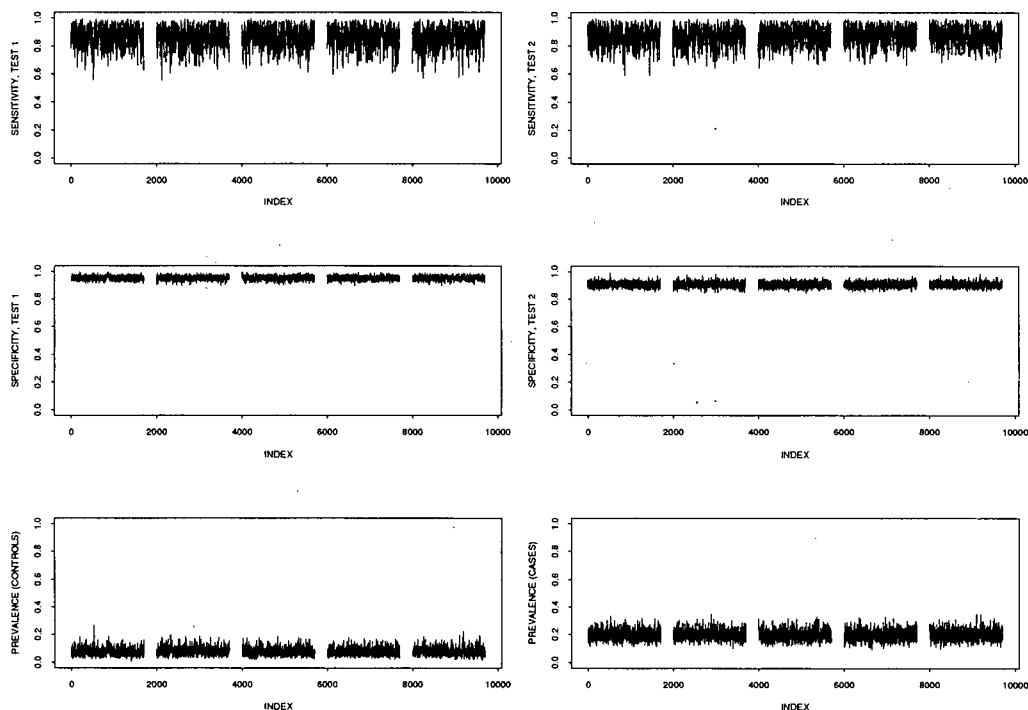 SENSITIVITY, TEST 1
1.0
0.8
0.6
0.4
0.2
0.0
0 2000 4000 6000 8000 10000
INDEX
SENSITIVITY, TEST 2
1.0
0.8
0.6
0.4
0.2
0.0
0 2000 4000 6000 8000 10000
INDEX
SPECIFICITY, TEST 1
1.0
0.8
0.6
0.4
0.2
0.0
0 2000 4000 6000 8000 10000
INDEX
SPECIFICITY, TEST 2
1.0
0.8
0.6
0.4
0.2
0.0
0 2000 4000 6000 8000 10000
INDEX
PREVALENCE (CONTROLS)
1.0
0.8
0.6
0.4
0.2
0.0
0 2000 4000 6000 8000 10000
INDEX
PREVALENCE (CASES)
1.0
0.8
0.6
0.4
0.2
0.0
0 2000 4000 6000 8000 10000
INDEX